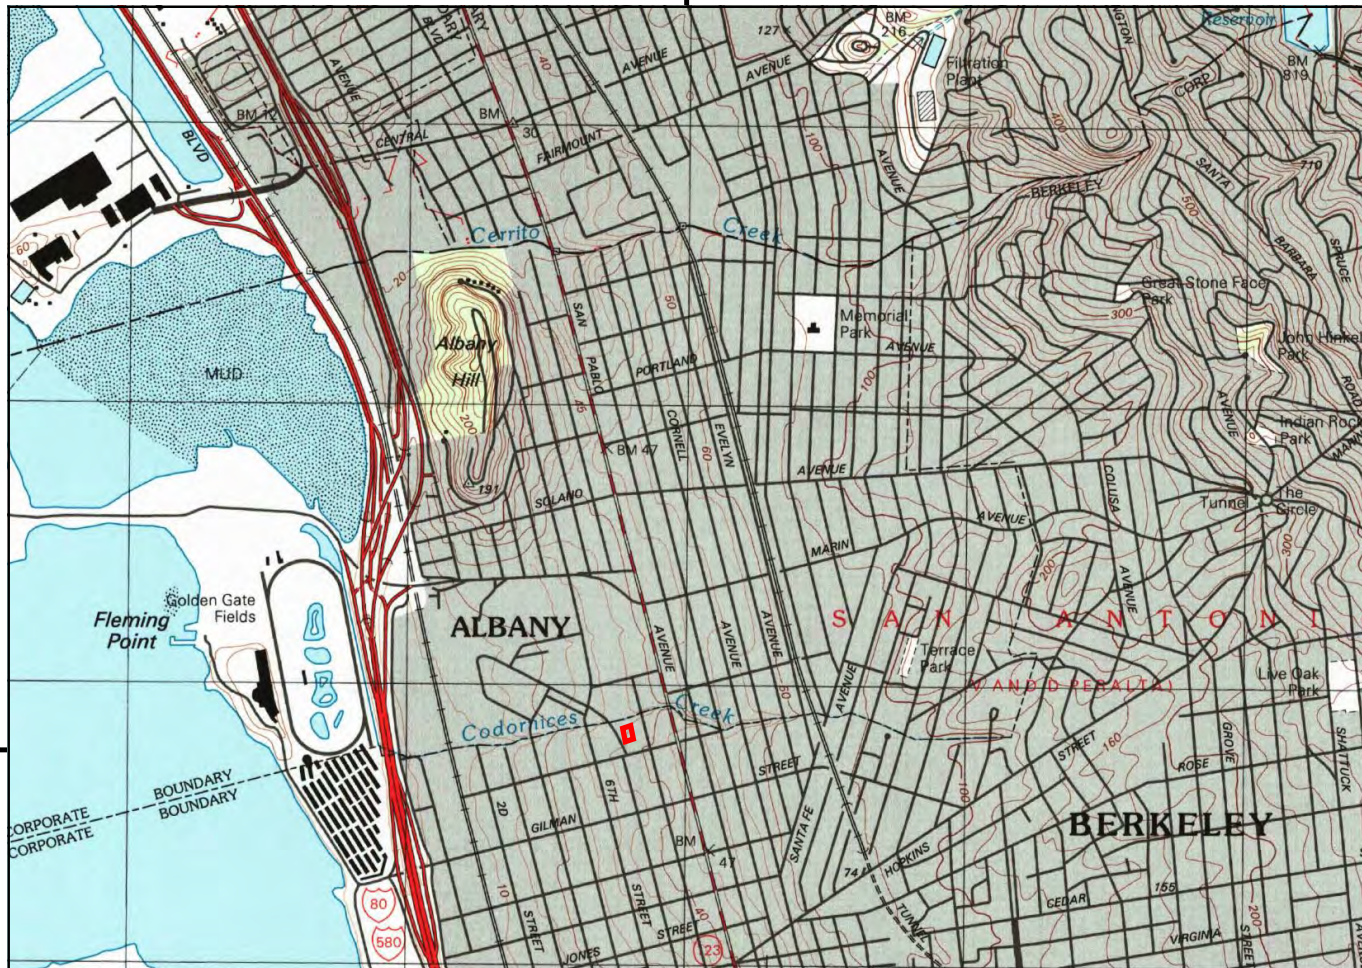 BM
216
127
Reservoir
BM
819
Filtration
Plant
AVENUE
AVENUE
AVENUE
BLVD
40
CORP
400
BM 12
BM
30
CENTRAL
FAIRMOUNT
100
BLVD
AVENUE
SANTA
710
BERKELEY
500
60
Cerrito
Creek
BARBARA
SPRUCE
20
50
SAN
Great Stone Face
Park
300
Memorial
Park
AVENUE
Albany
Hill
John Hinkel
Park
PORTLAND
PABLO
MUD
100
ROAD
45
200
CORNELL
EVELYN
AVENUE
Indian Rock
Park
BM 47
60
AVENUE
191
SOLANO
COLUSA
Tunnel
The
Circle
AVENUE
MARIN
300
200
AVENUE
Golden Gate
Fields
Fleming
Point
ALBANY
AVENUE
AVENUE
AVENUE
SAN ANTONI
Terrace
Park
(V AND D PERALTA)
Live Oak
Park
50
AVENUE
Codornices
Creek
STREET
160
GROVE
SHATTUCK
BOUNDARY
BOUNDARY
CORPORATE
CORPORATE
STREET
ROSE
100
2D
6TH
GILMAN
BERKELEY
SANTA FE
BM
47
74
HOPKINS
155
CEDAR
80
580
10
STREET
STREET
40
TUNNEL
200
VIRGINIA
STREET
JONES
123